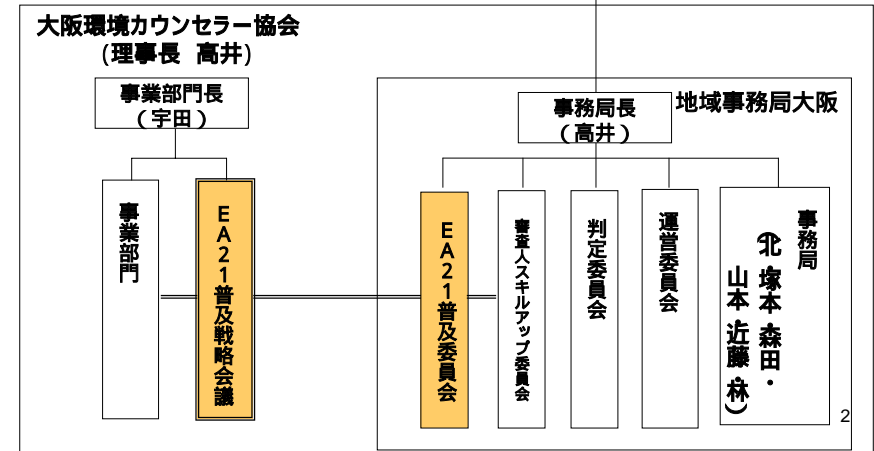 大阪環境カウンセラー協会
(理事長 高井)
事業部門長
（宇田）
事業部門
ＥＡ２１普及戦略会議
地域事務局大阪
事務局長
（高井）
ＥＡ２１普及委員会
審査人スキルアップ委員会
判定委員会
運営委員会
事務局
（北・塚本・森田・
山本・近藤・林）
2